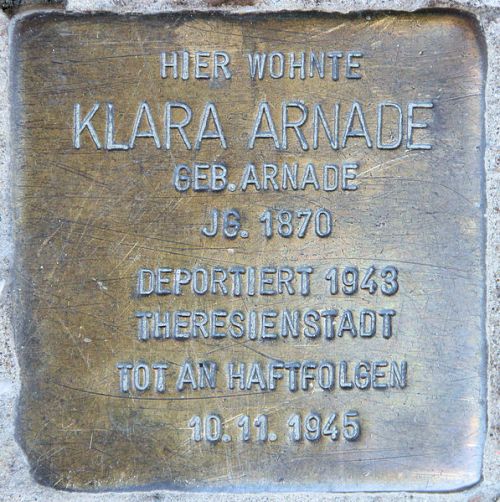 HIER WOHNTE
KLARA ARNADE
GEB. ARNADE
JG. 1870
DEPORTIERT 1943
THERESIENSTADT
TOT AN HAFTFOLGEN
10.11. 1945